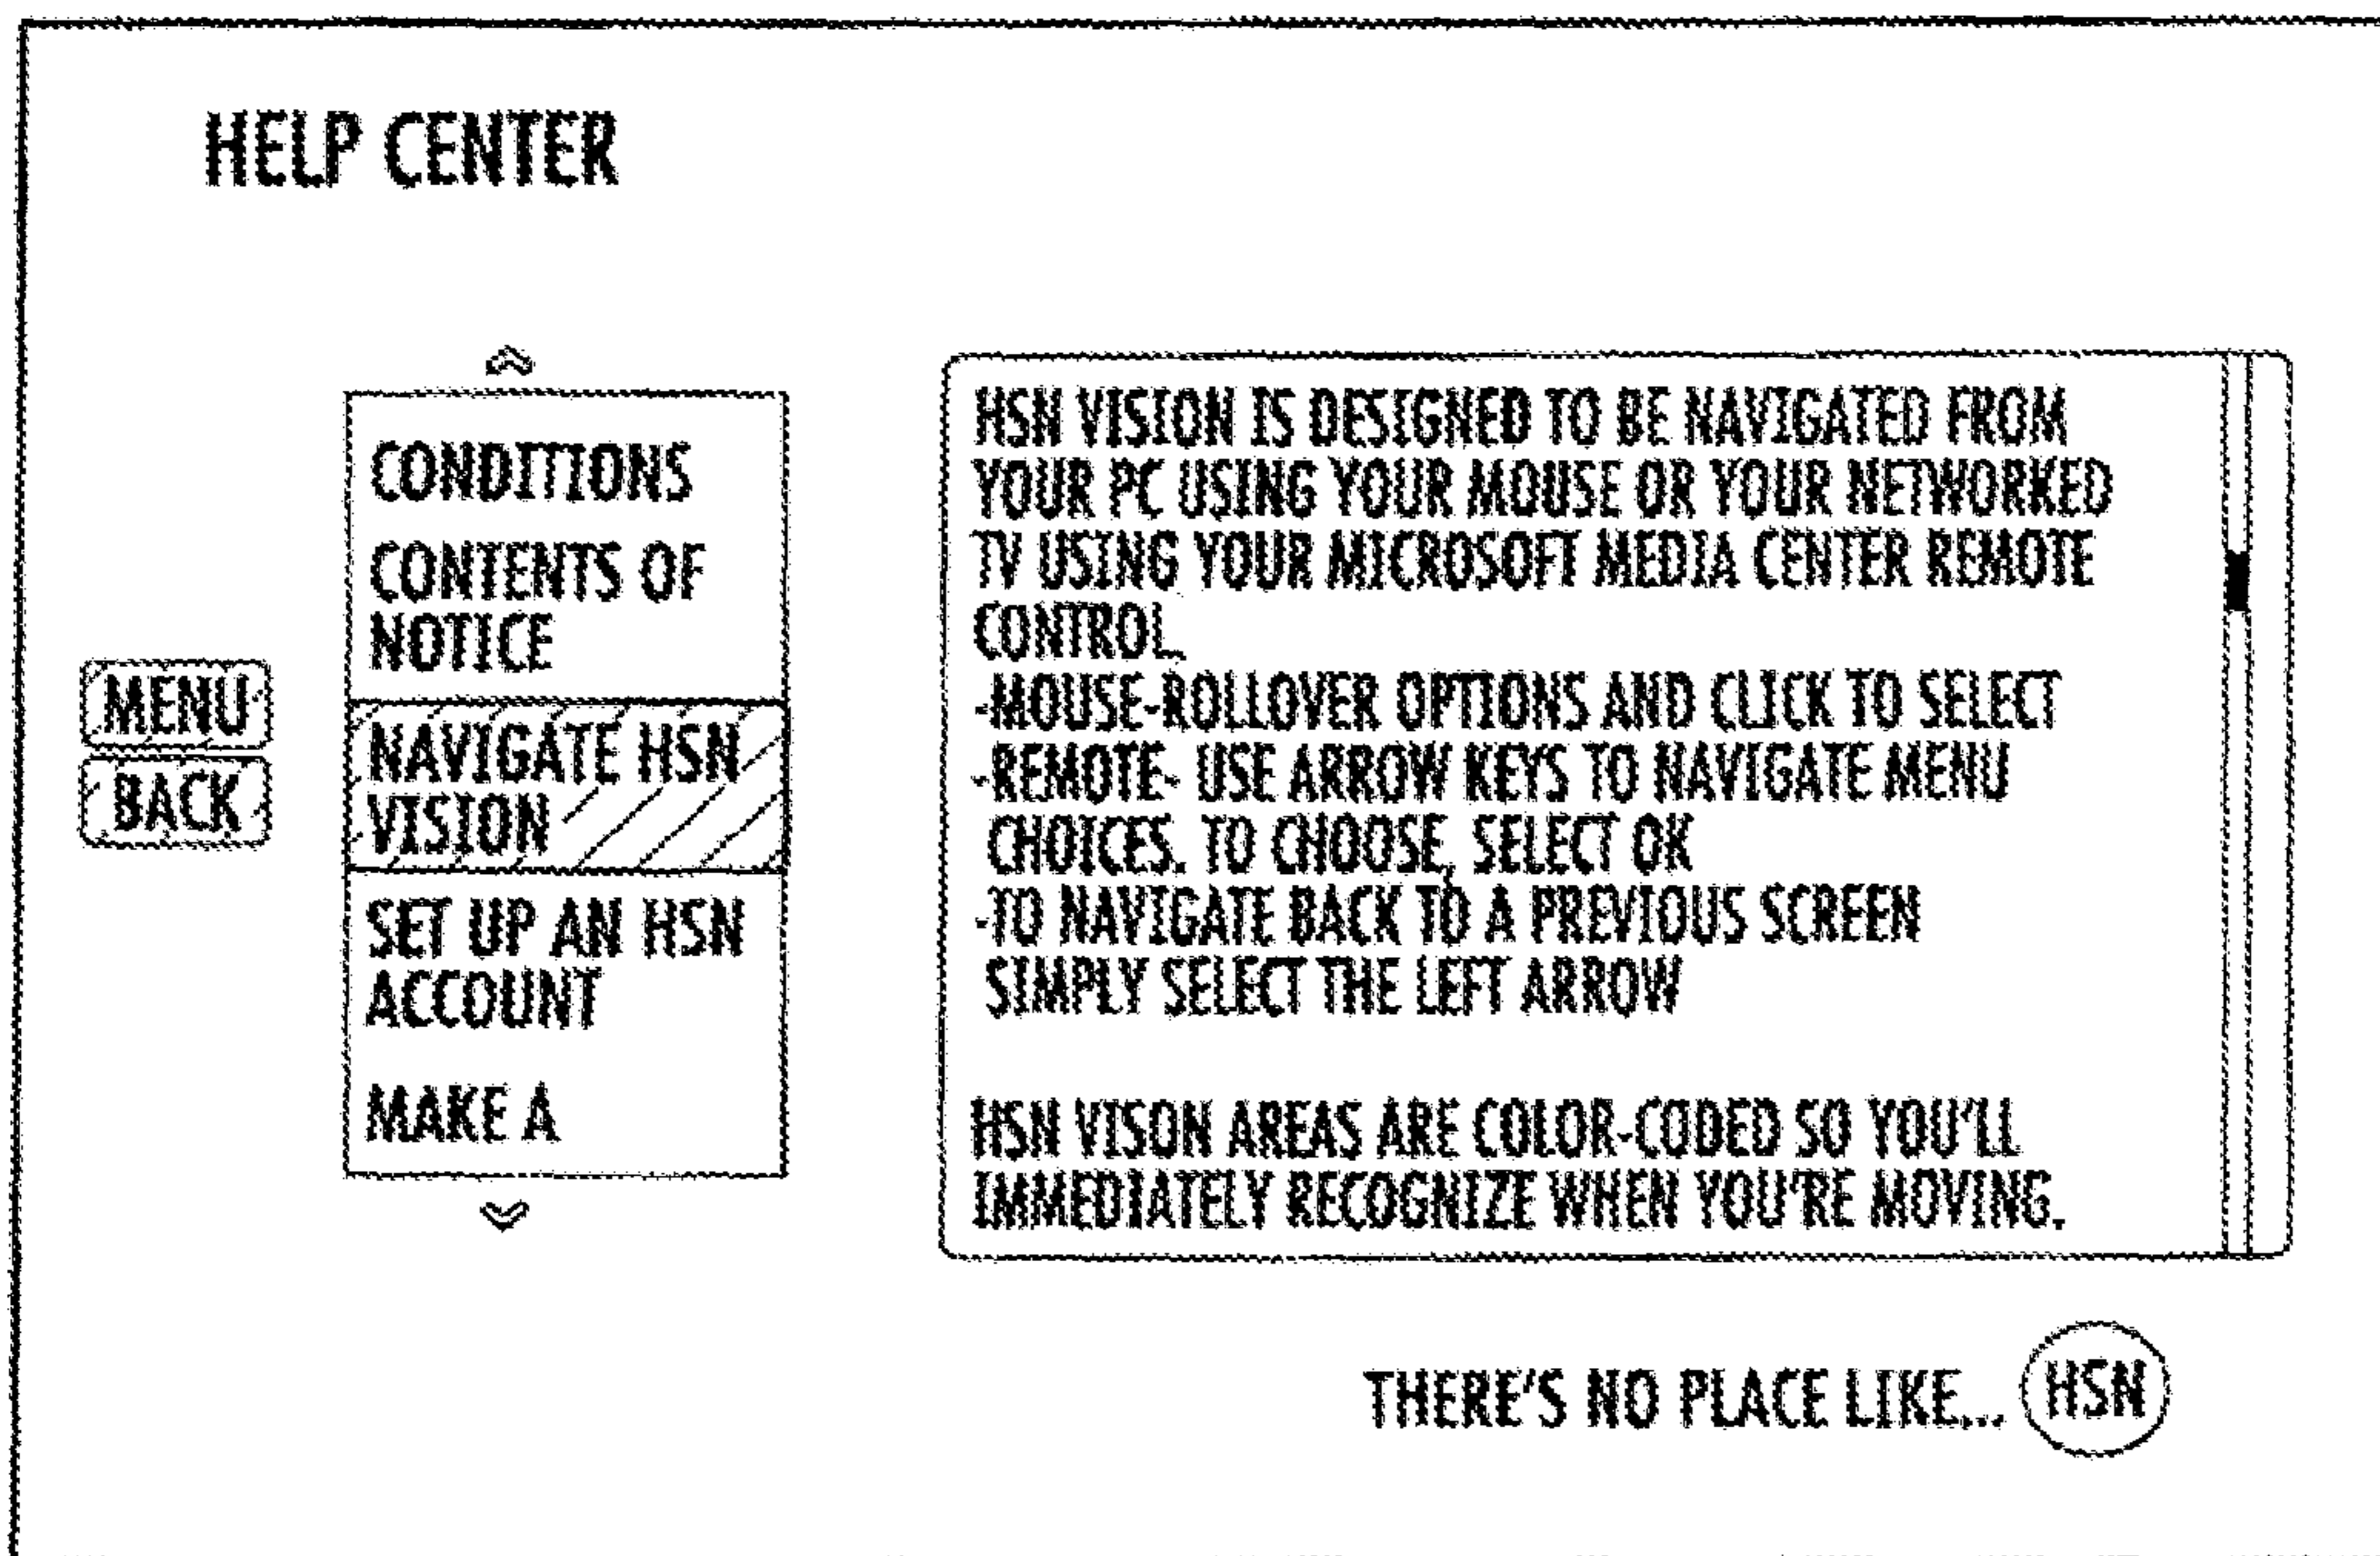 HELP CENTER
MENU
BACK
CONDITIONS
CONTENTS OF
NOTICE
NAVIGATE HSN
VISION
SET UP AN HSN
ACCOUNT
MAKE A
HSN VISION IS DESIGNED TO BE NAVIGATED FROM
YOUR PC USING YOUR MOUSE OR YOUR NETWORKED
TV USING YOUR MICROSOFT MEDIA CENTER REMOTE
CONTROL.
-MOUSE-ROLLOVER OPTIONS AND CLICK TO SELECT
-REMOTE- USE ARROW KEYS TO NAVIGATE MENU
CHOICES. TO CHOOSE, SELECT OK
-TO NAVIGATE BACK TO A PREVIOUS SCREEN
SIMPLY SELECT THE LEFT ARROW
HSN VISON AREAS ARE COLOR-CODED SO YOU'LL
IMMEDIATELY RECOGNIZE WHEN YOU'RE MOVING.
THERE'S NO PLACE LIKE... HSN